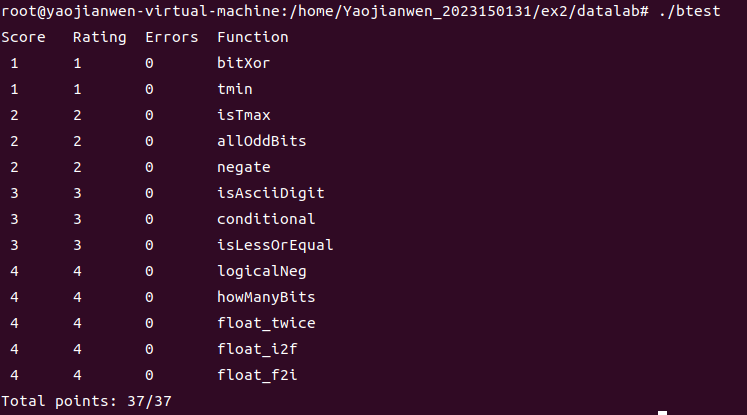 root@yaojianwen-virtual-machine:/home/Yaojianwen_2023150131/ex2/datalab# ./btest
Score Rating Errors Function
1 1 0 bitXor
1 1 0 tmin
2 2 0 isTmax
2 2 0 allOddBits
2 2 0 negate
3 3 0 isAsciiDigit
3 3 0 conditional
3 3 0 isLessOrEqual
4 4 0 logicalNeg
4 4 0 howManyBits
4 4 0 float_twice
4 4 0 float_i2f
4 4 0 float_f2i
Total points: 37/37